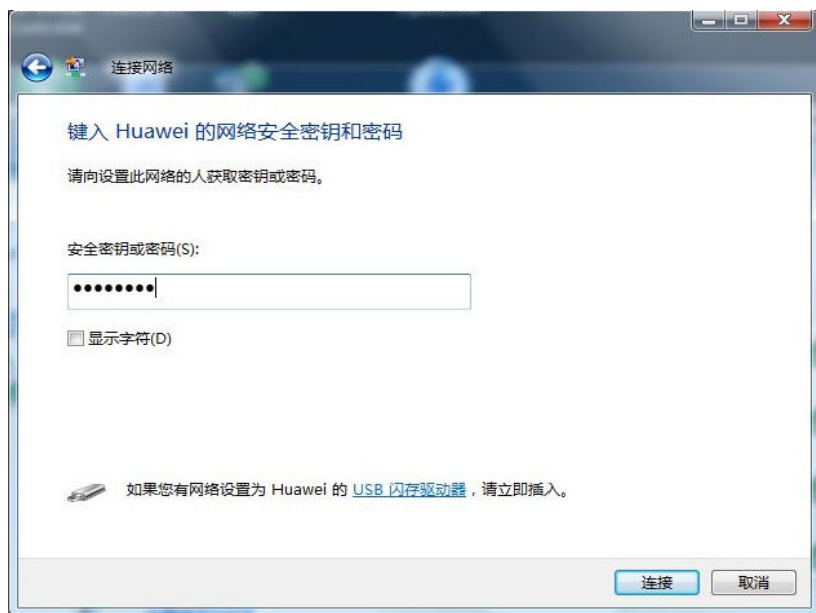 连接网络
键入 Huawei 的网络安全密钥和密码
请向设置此网络的人获取密钥或密码。
安全密钥或密码(S):
●●●●●●●●
显示字符(D)
如果您有网络设置为 Huawei 的 USB 闪存驱动器，请立即插入。
连接 取消